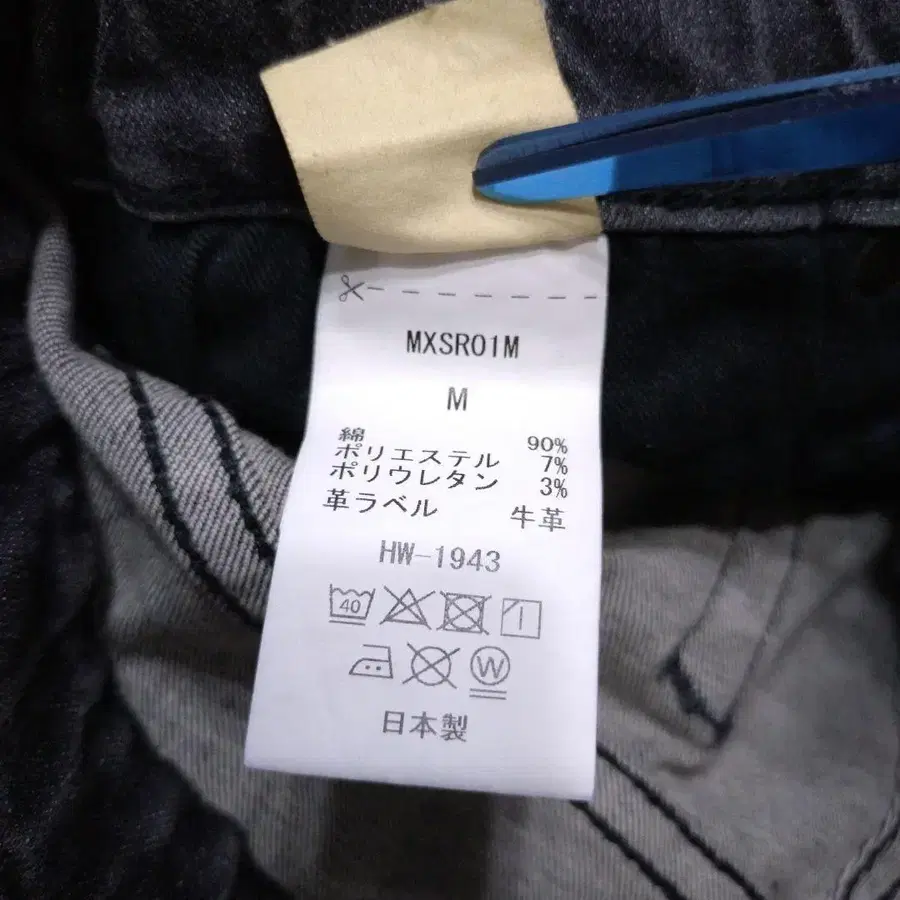 MXSR01M
M
綿 90%
ポリエステル 7%
ポリウレタン 3%
革ラベル 牛革
HW-1943
40
W
日本製